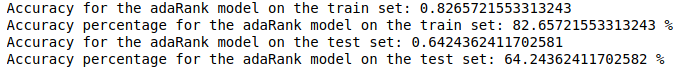 Accuracy for the adaRank model on the train set: 0.8265721553313243
Accuracy percentage for the adaRank model on the train set: 82.65721553313243 %
Accuracy for the adaRank model on the test set: 0.6424362411702581
Accuracy percentage for the adaRank model on the test set: 64.24362411702582 %